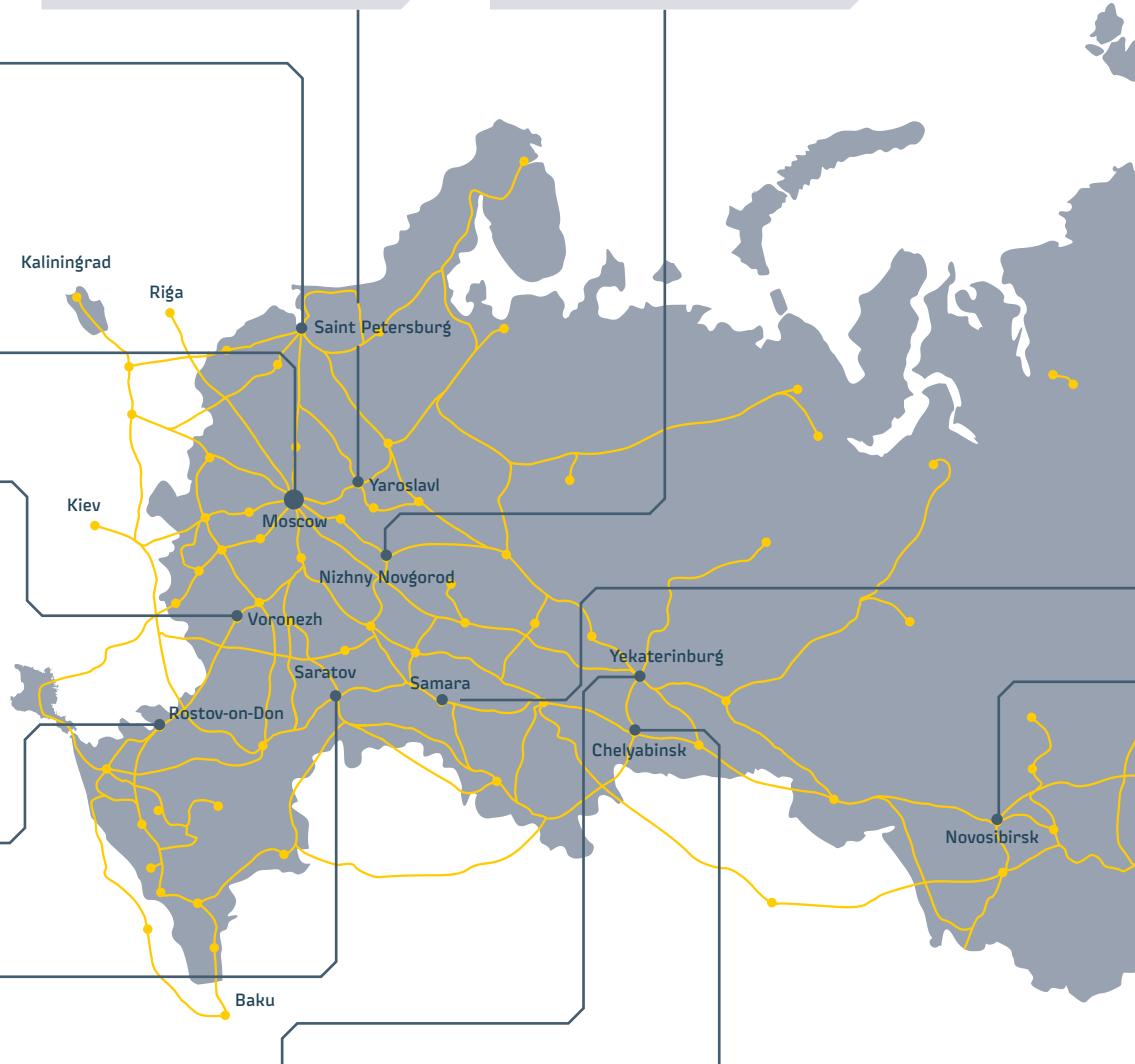 Kaliningrad
Riga
Saint Petersburg
Kiev
Yaroslavl
Moscow
Nizhny Novgorod
Voronezh
Yekaterinburg
Saratov
Samara
Rostov-on-Don
Chelyabinsk
Novosibirsk
Baku